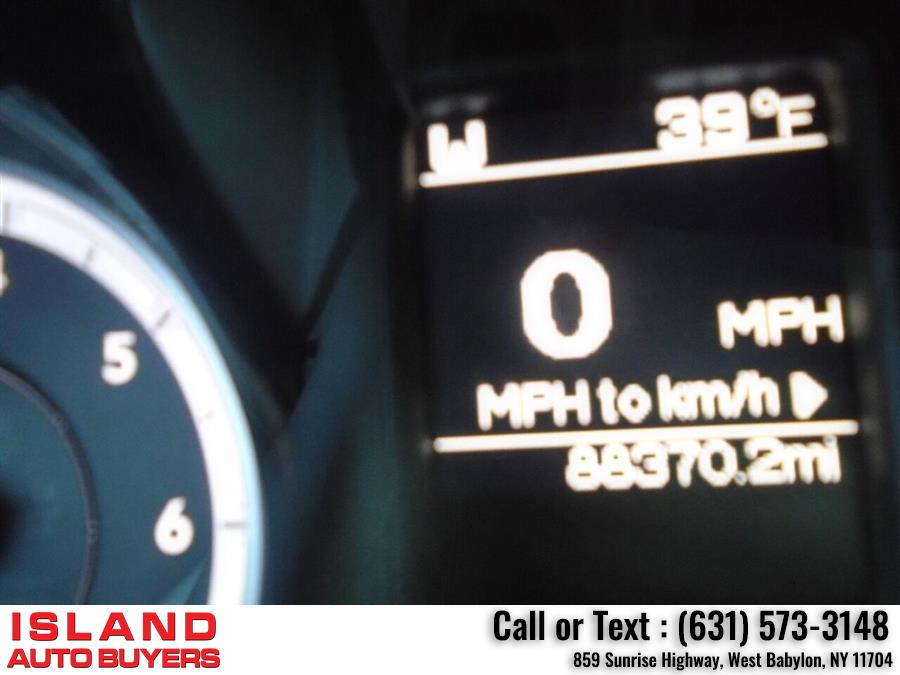 W 39°F
0 MPH
MPH to km/h
88370.2mi
5
6
ISLAND
AUTO BUYERS
Call or Text : (631) 573-3148
859 Sunrise Highway, West Babylon, NY 11704